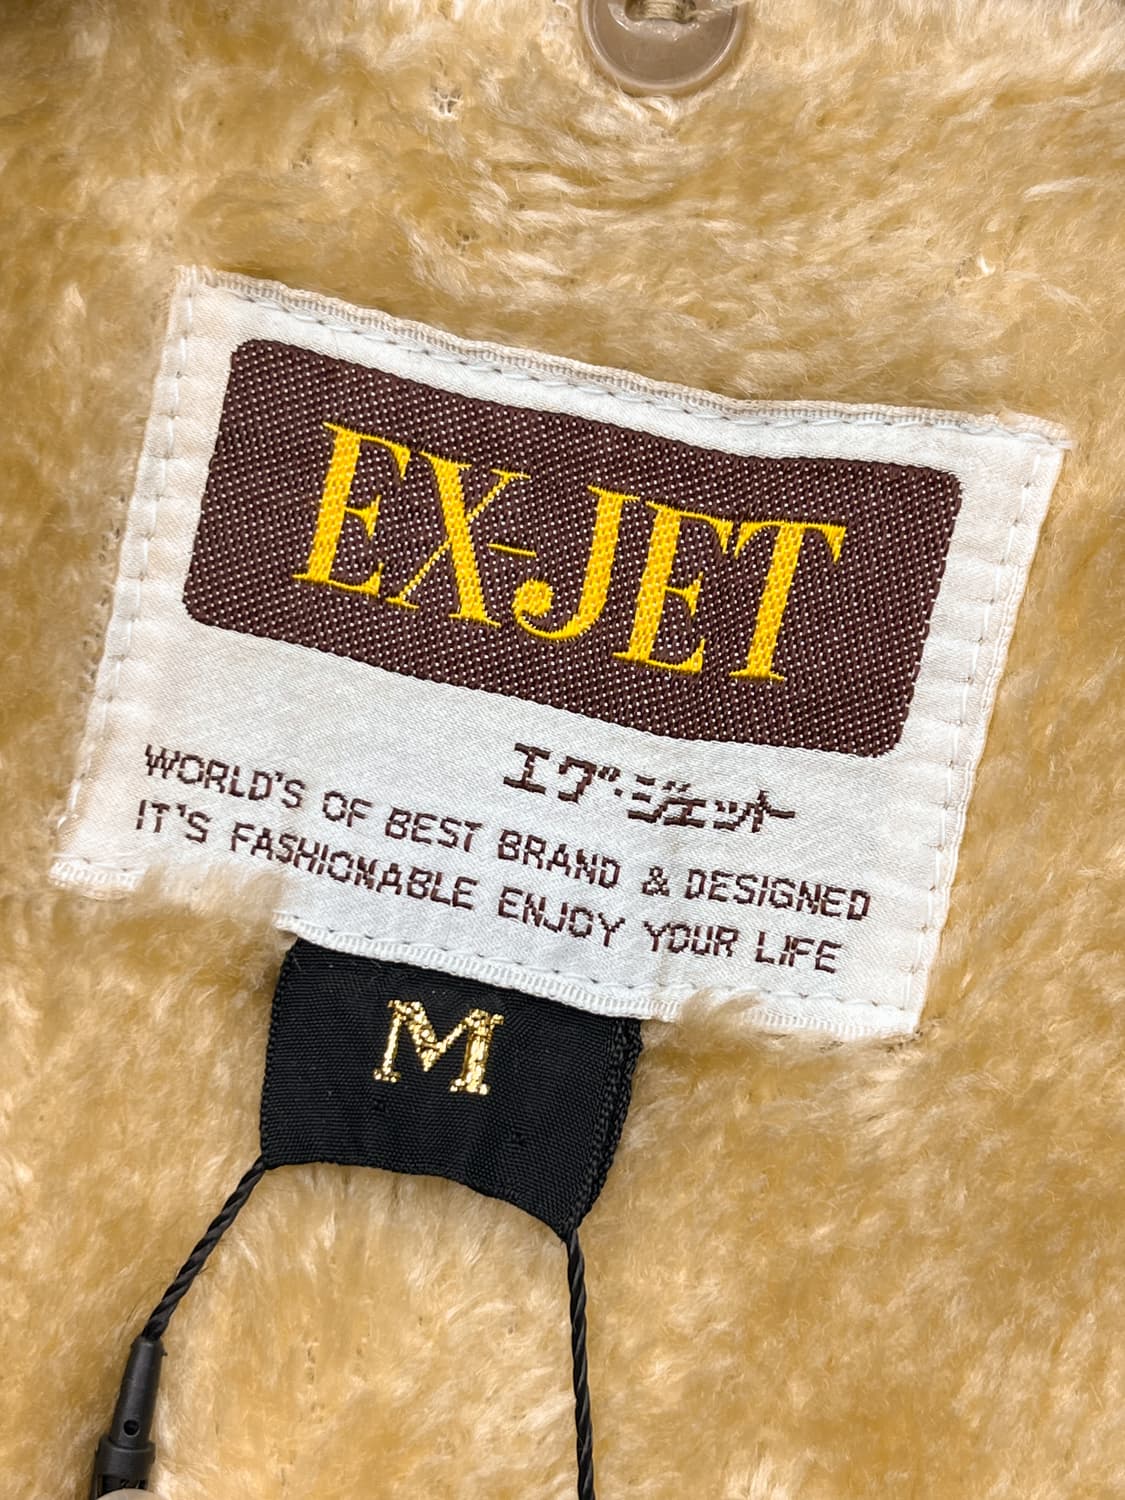 EX-JET
エグ・ジェット
WORLD'S OF BEST BRAND & DESIGNED
IT'S FASHIONABLE ENJOY YOUR LIFE
M